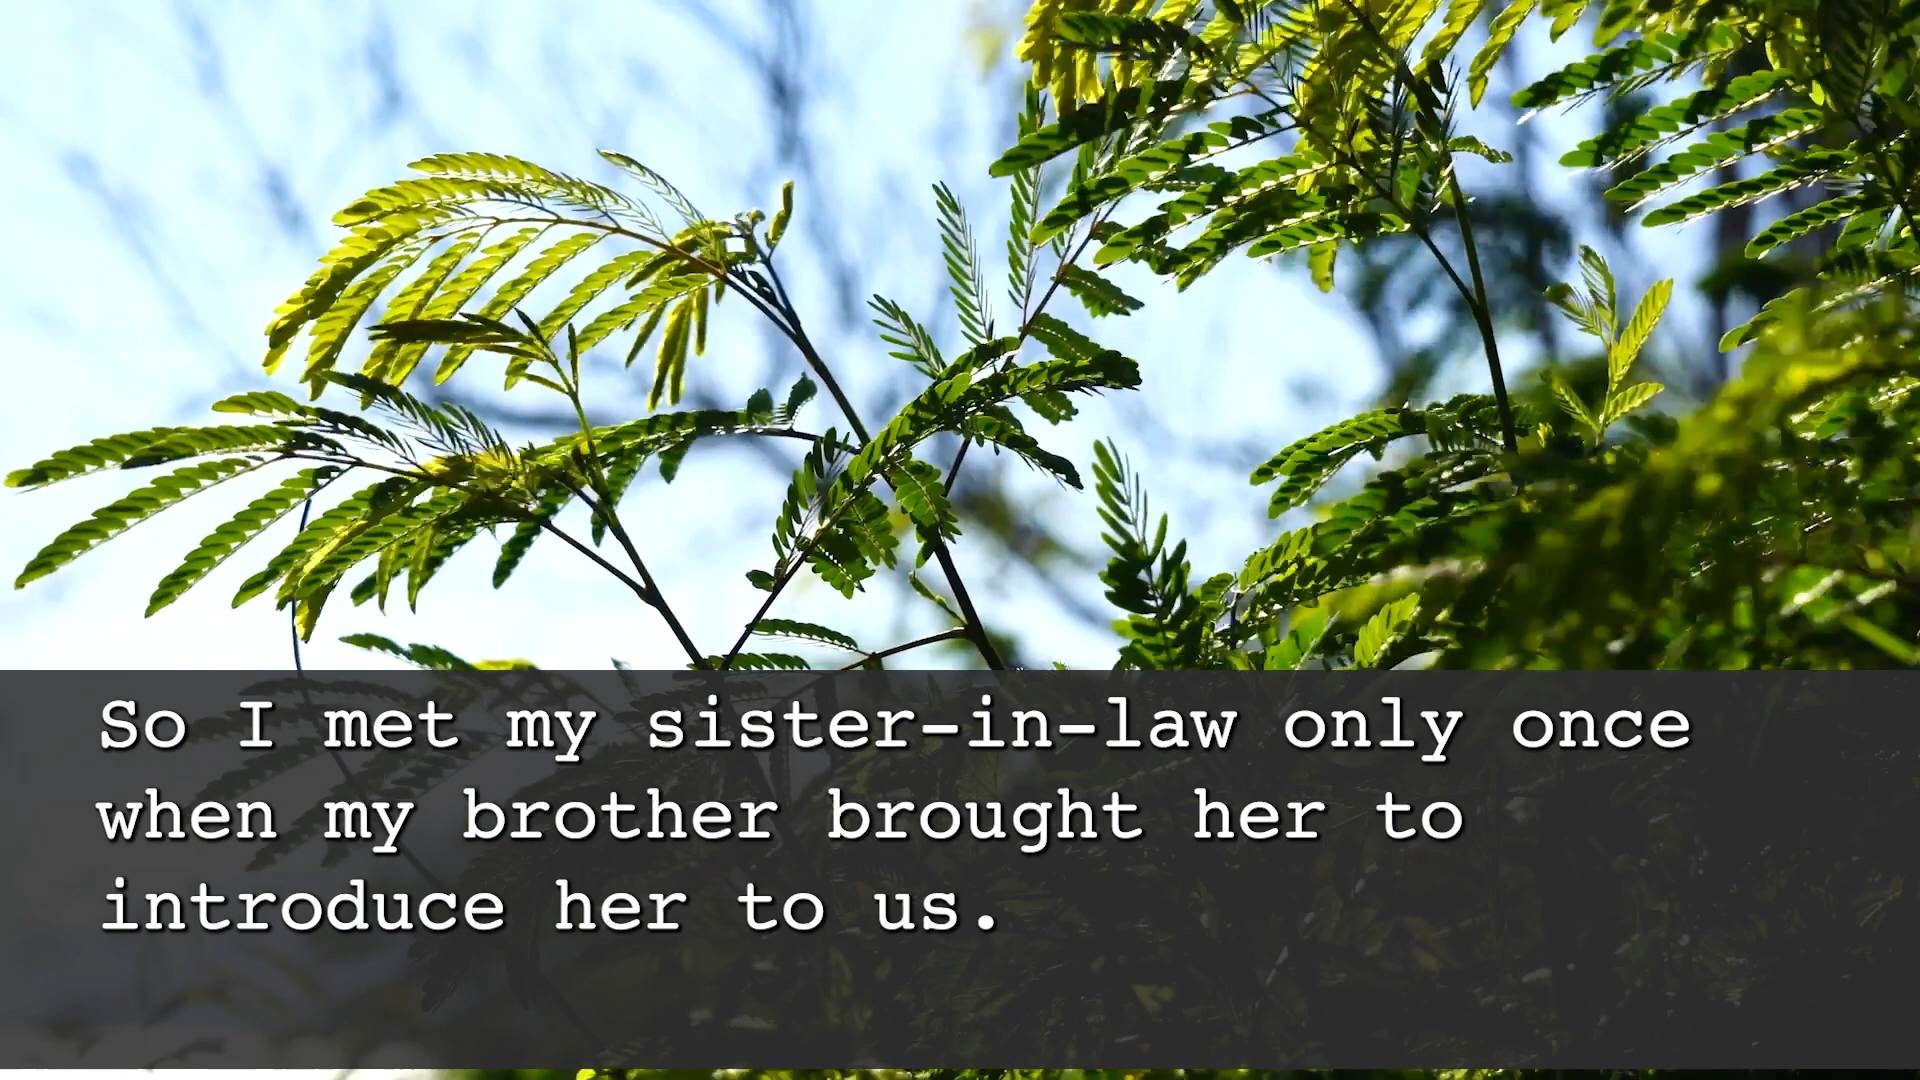 So I met my sister-in-law only once
when my brother brought her to
introduce her to us.